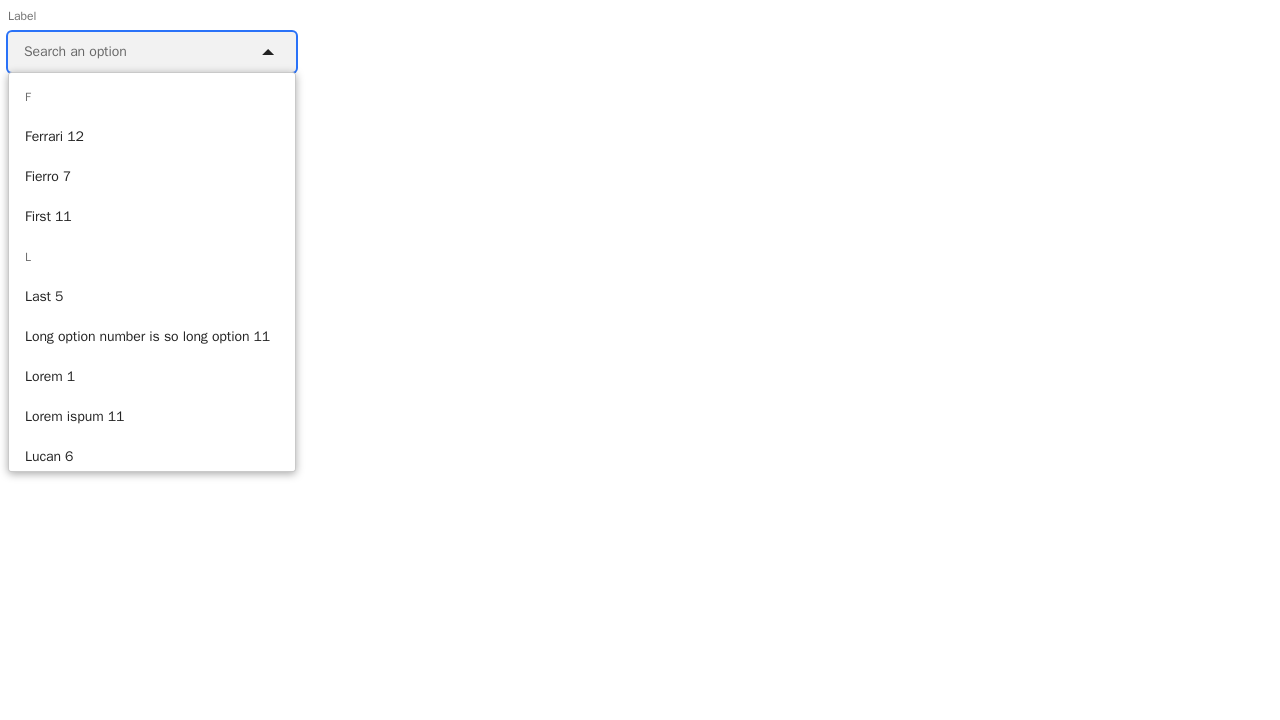 Label
Search an option
F
Ferrari 12
Fierro 7
First 11
L
Last 5
Long option number is so long option 11
Lorem 1
Lorem ispum 11
Lucan 6